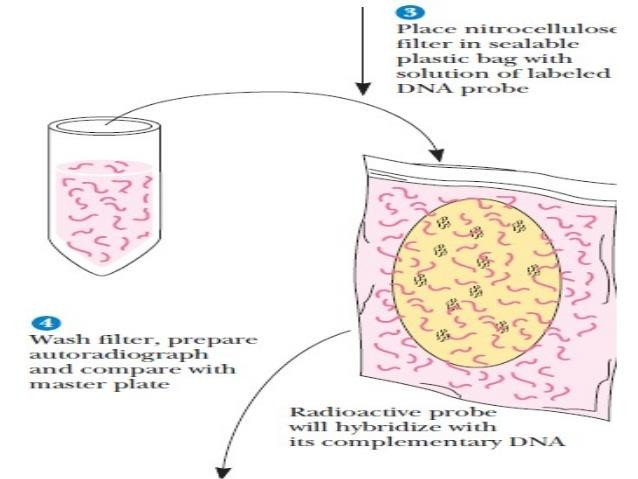 3
Place nitrocellulose
filter in sealable
plastic bag with
solution of labeled
DNA probe
4
Wash filter, prepare
autoradiograph
and compare with
master plate
Radioactive probe
will hybridize with
its complementary DNA